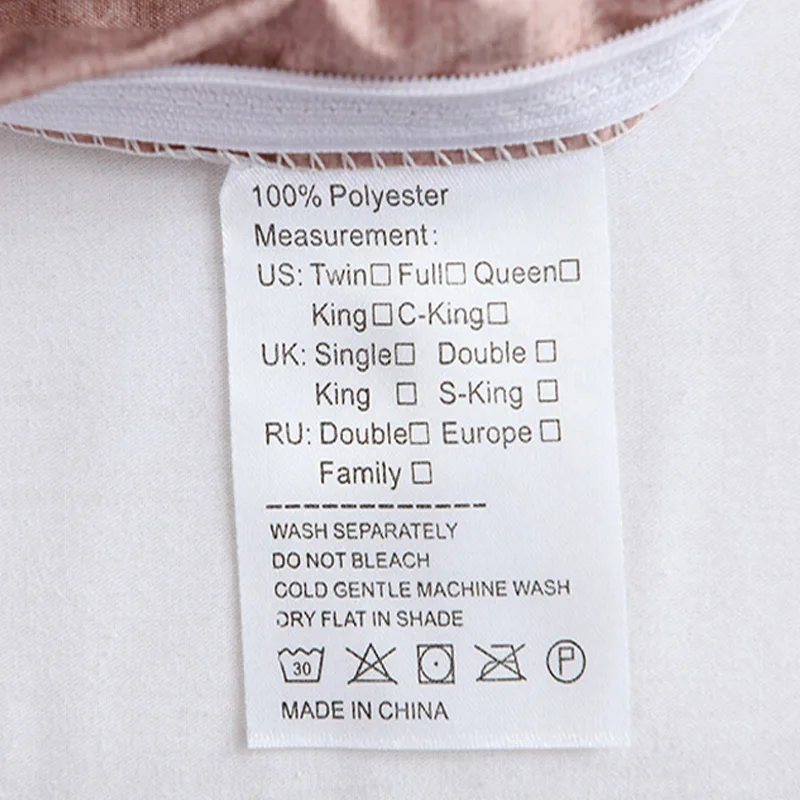 100% Polyester
Measurement:
US: Twin☐ Full☐ Queen☐
King☐ C-King☐
UK: Single☐ Double ☐
King ☐ S-King ☐
RU: Double☐ Europe ☐
Family ☐
WASH SEPARATELY
DO NOT BLEACH
COLD GENTLE MACHINE WASH
DRY FLAT IN SHADE
30 P
MADE IN CHINA